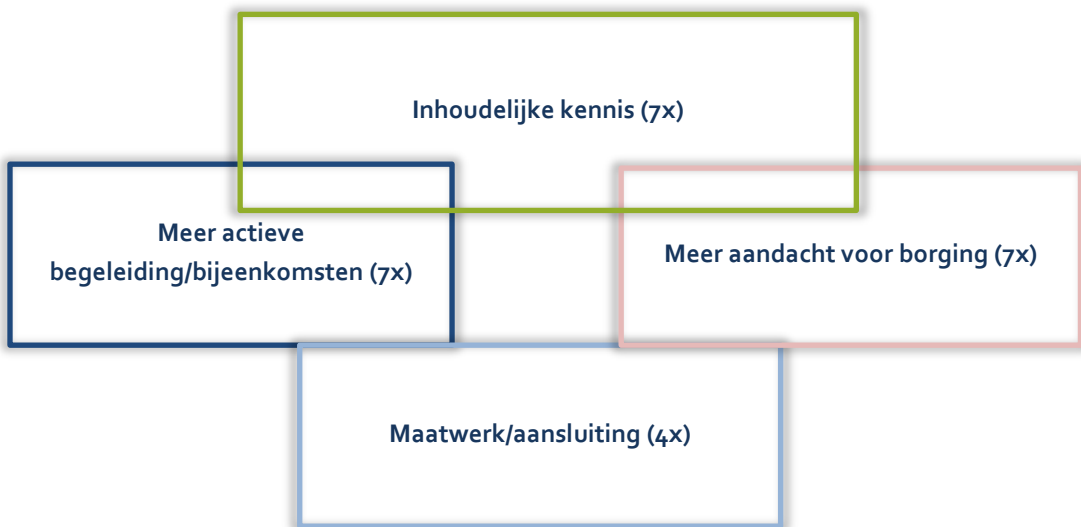 Inhoudelijke kennis (7x)
Meer actieve
begeleiding/bijeenkomsten (7x)
Meer aandacht voor borging (7x)
Maatwerk/aansluiting (4x)